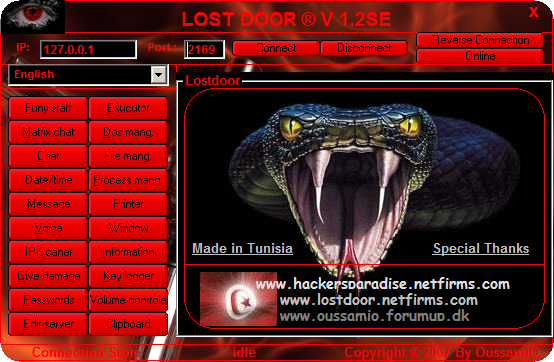 LOST DOOR ® V 1.2SE
X
IP: 127.0.0.1 Port : 2169 Connect Disconnect
Reverse Connection
Online
English
Lostdoor
Funy staff Exucutor
Matrix chat Dos mang.
Chat File mang.
Date/time Process mang.
Message Printer
Voice Window
IP Scaner Information
Give damage Key logger
Passwords Volume controle
Edit server Clipboard
Made in Tunisia Special Thanks
www.hackersparadise.netfirms.com
www.lostdoor.netfirms.com
www.oussamio.forumup.dk
Connection State idle Copyright © By Oussamio